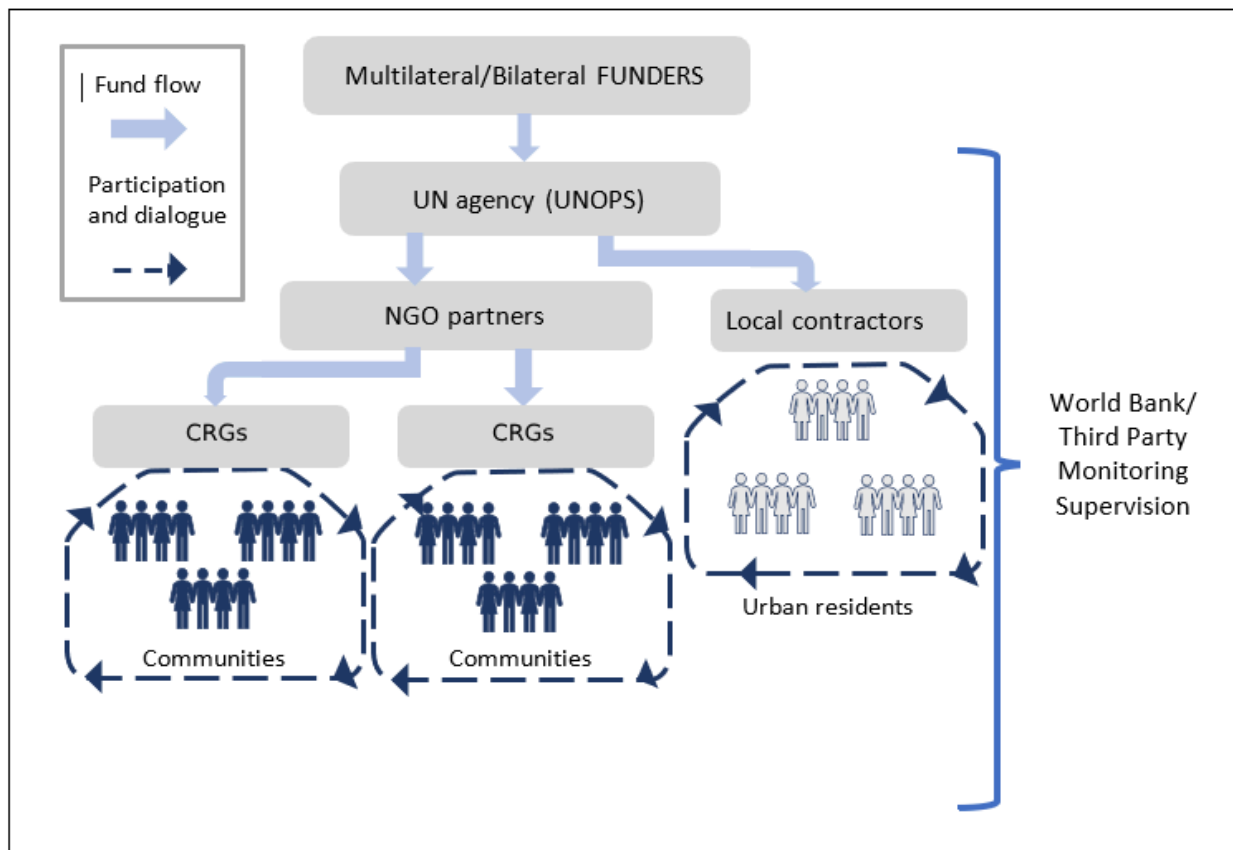 | Fund flow
Participation
and dialogue
Multilateral/Bilateral FUNDERS
UN agency (UNOPS)
NGO partners
Local contractors
CRGs
CRGs
Communities
Communities
Urban residents
World Bank/
Third Party
Monitoring
Supervision